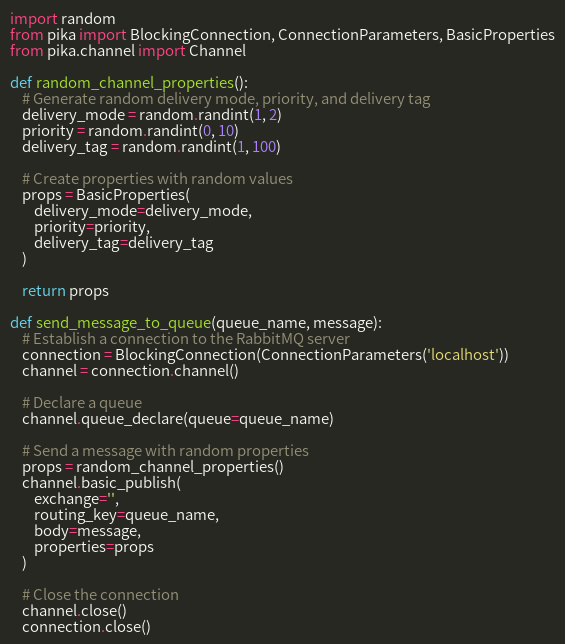 import random
from pika import BlockingConnection, ConnectionParameters, BasicProperties
from pika.channel import Channel

def random_channel_properties():
    # Generate random delivery mode, priority, and delivery tag
    delivery_mode = random.randint(1, 2)
    priority = random.randint(0, 10)
    delivery_tag = random.randint(1, 100)

    # Create properties with random values
    props = BasicProperties(
        delivery_mode=delivery_mode,
        priority=priority,
        delivery_tag=delivery_tag
    )

    return props

def send_message_to_queue(queue_name, message):
    # Establish a connection to the RabbitMQ server
    connection = BlockingConnection(ConnectionParameters('localhost'))
    channel = connection.channel()

    # Declare a queue
    channel.queue_declare(queue=queue_name)

    # Send a message with random properties
    props = random_channel_properties()
    channel.basic_publish(
        exchange='',
        routing_key=queue_name,
        body=message,
        properties=props
    )

    # Close the connection
    channel.close()
    connection.close()